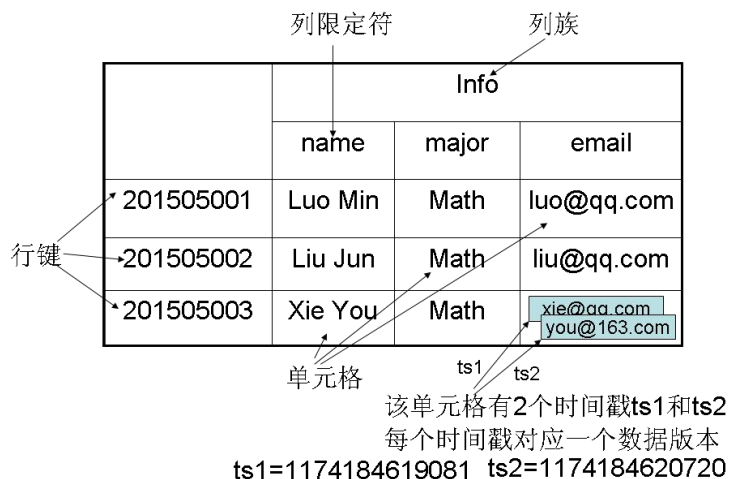 列限定符 列族
Info
name major email
201505001 Luo Min Math luo@qq.com
行键
201505002 Liu Jun Math liu@qq.com
201505003 Xie You Math xie@qq.com
you@163.com
单元格
ts1 ts2
该单元格有2个时间戳ts1和ts2
每个时间戳对应一个数据版本
ts1=1174184619081 ts2=1174184620720